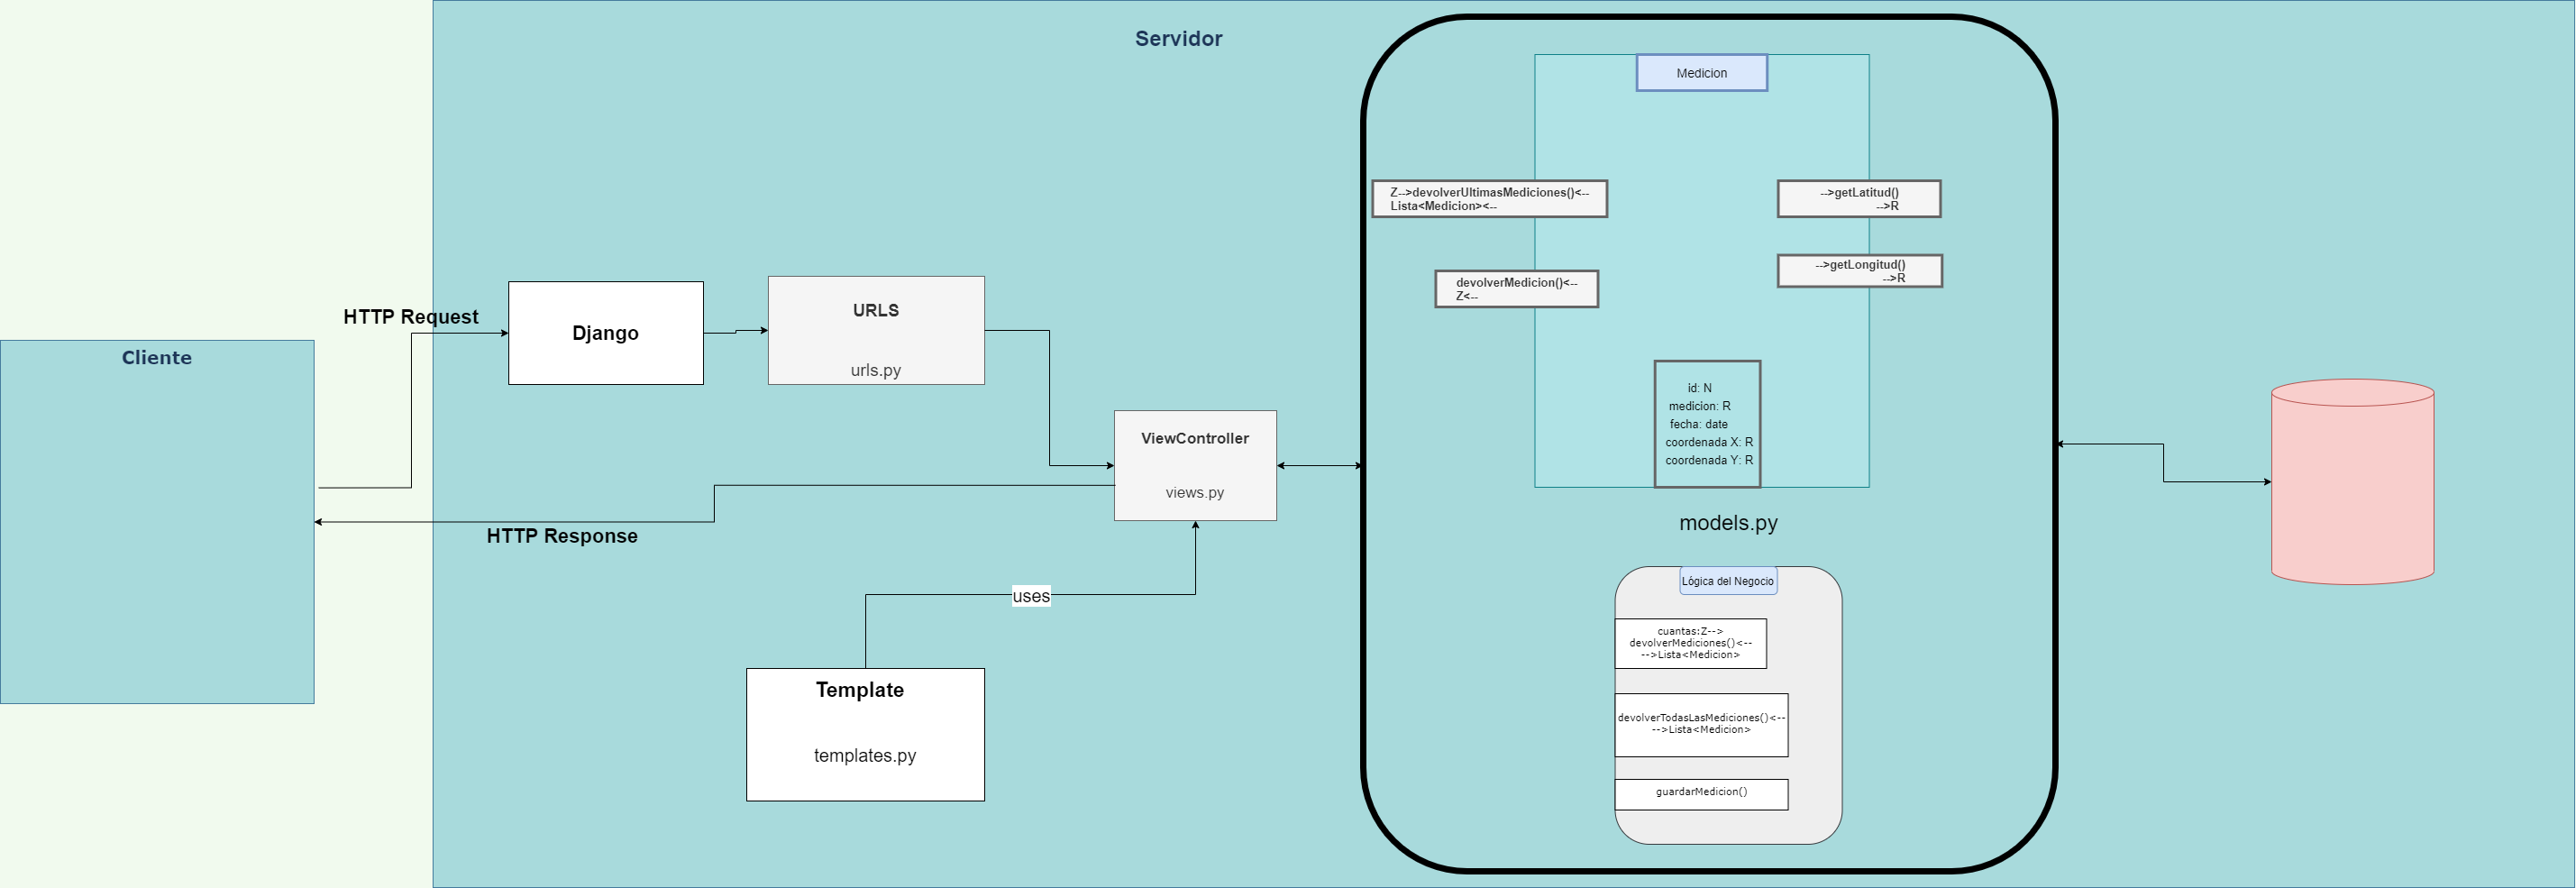 Servidor
Medicion
Z-->devolverUltimasMediciones()<--
Lista<Medicion><--
-->getLatitud()
-->R
-->getLongitud()
-->R
devolverMedicion()<--
Z<--
HTTP Request
Django
URLS
urls.py
Cliente
id: N
medicion: R
fecha: date
coordenada X: R
coordenada Y: R
ViewController
views.py
models.py
HTTP Response
Lógica del Negocio
uses
cuantas:Z-->
devolverMediciones()<--
-->Lista<Medicion>
Template
templates.py
devolverTodasLasMediciones()<--
-->Lista<Medicion>
guardarMedicion()